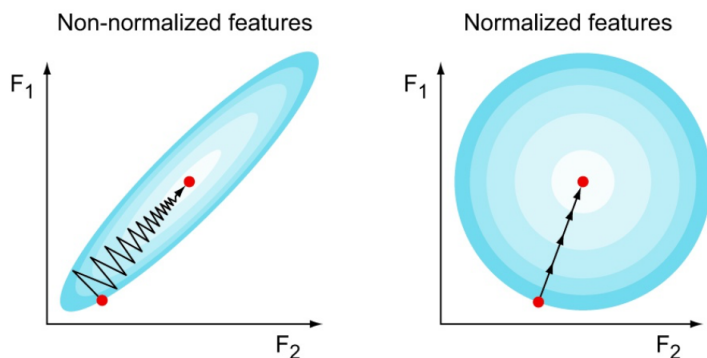 Non-normalized features
F₁
F₂
Normalized features
F₁
F₂